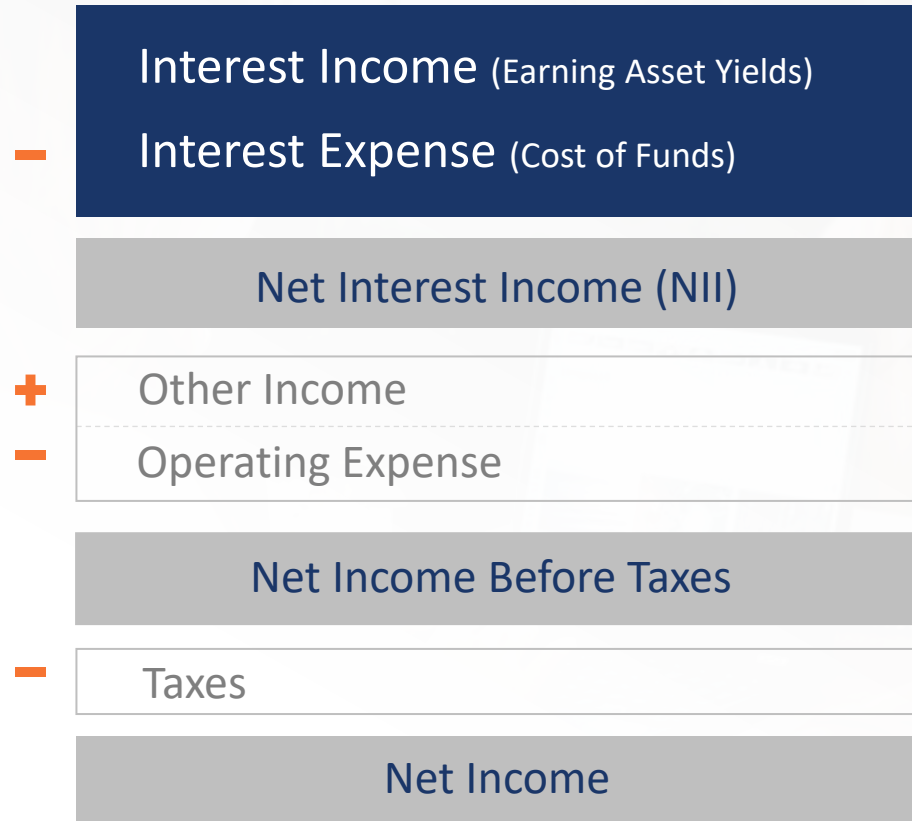 Interest Income (Earning Asset Yields)
- Interest Expense (Cost of Funds)
Net Interest Income (NII)
+ Other Income
- Operating Expense
Net Income Before Taxes
- Taxes
Net Income